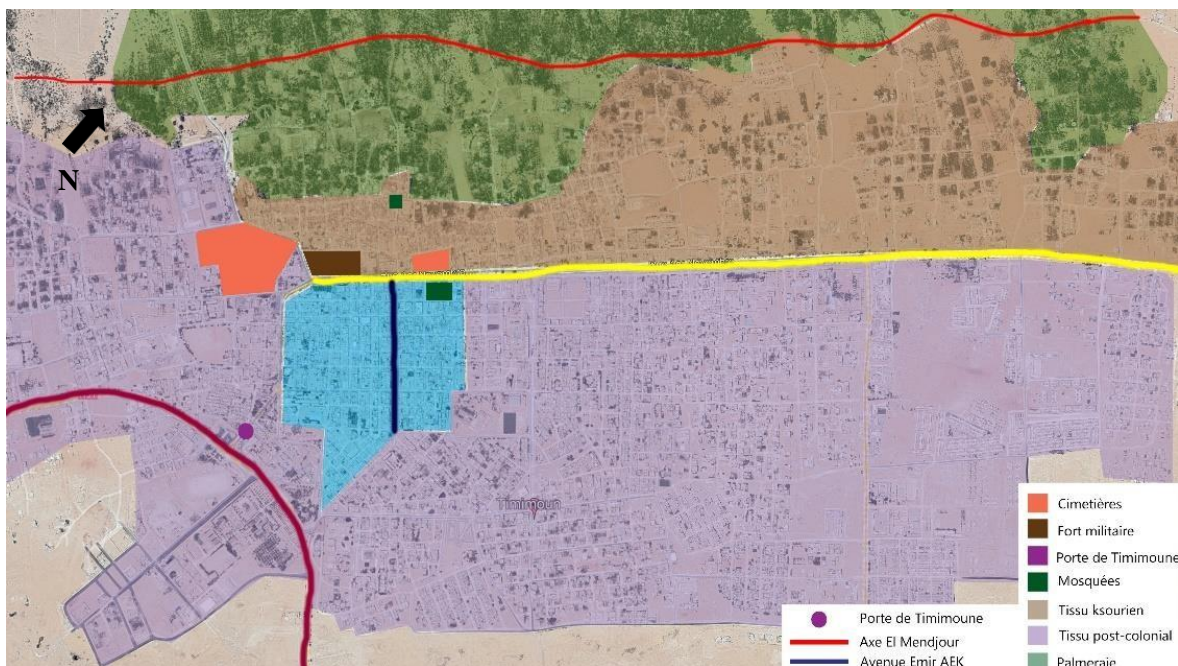 N
Timimoun
Cimetières
Fort militaire
Porte de Timimoune
Mosquées
Tissu ksourien
Tissu post-colonial
Palmeraie
Porte de Timimoune
Axe El Mendjour
Avenue Emir AEK